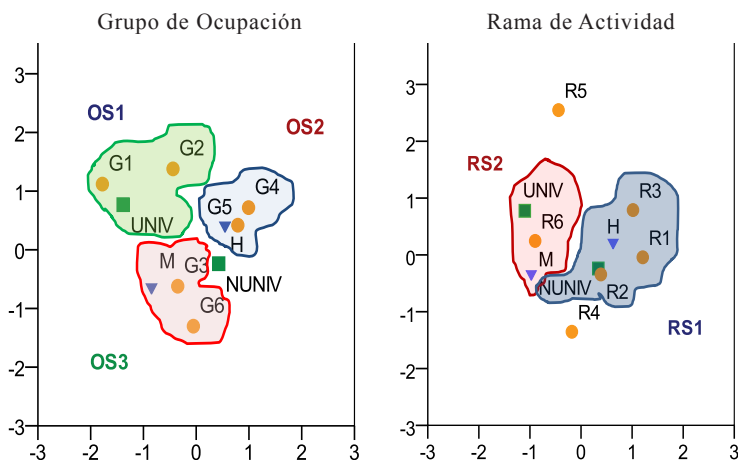 Grupo de Ocupación
3
2
1
0
-1
-2
-3
-3
-2
-1
0
1
2
3
OS1
OS2
OS3
G1
G2
UNIV
G5
G4
H
M
G3
G6
NUNIV
Rama de Actividad
3
2
1
0
-1
-2
-3
-3
-2
-1
0
1
2
3
R5
RS2
UNIV
R3
R6
H
R1
M
NUNIV
R2
R4
RS1